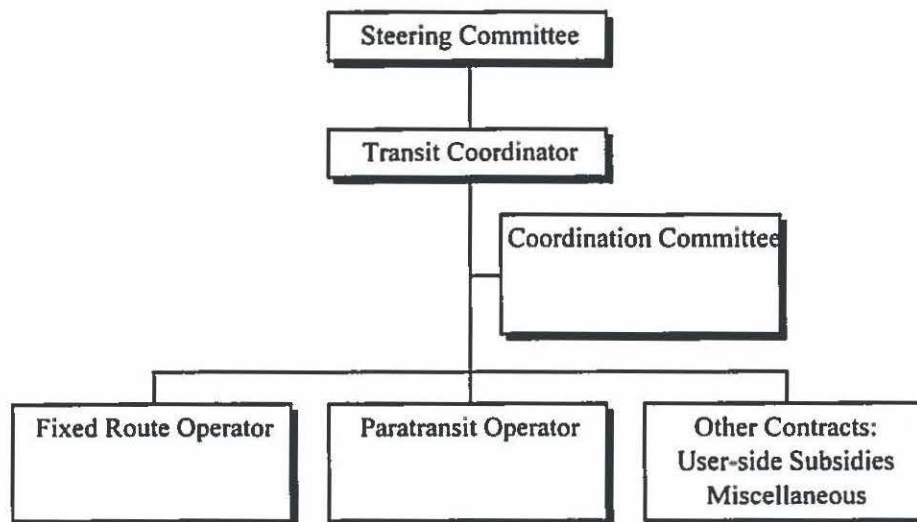 Steering Committee
Transit Coordinator
Coordination Committee
Fixed Route Operator
Paratransit Operator
Other Contracts:
User-side Subsidies
Miscellaneous